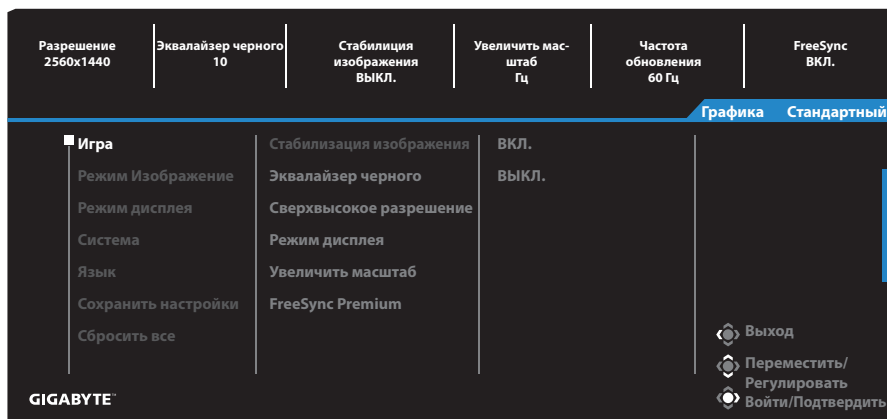 Разрешение
2560x1440
Эквалайзер черного
10
Стабилиция
изображения
ВЫКЛ.
Увеличить мас-
штаб
Гц
Частота
обновления
60 Гц
FreeSync
ВКЛ.
Графика Стандартный
Игра
Режим Изображение
Режим дисплея
Система
Язык
Сохранить настройки
Сбросить все
Стабилизация изображения
Эквалайзер черного
Сверхвысокое разрешение
Режим дисплея
Увеличить масштаб
FreeSync Premium
ВКЛ.
ВЫКЛ.
Выход
Переместить/
Регулировать
Войти/Подтвердить
GIGABYTE™